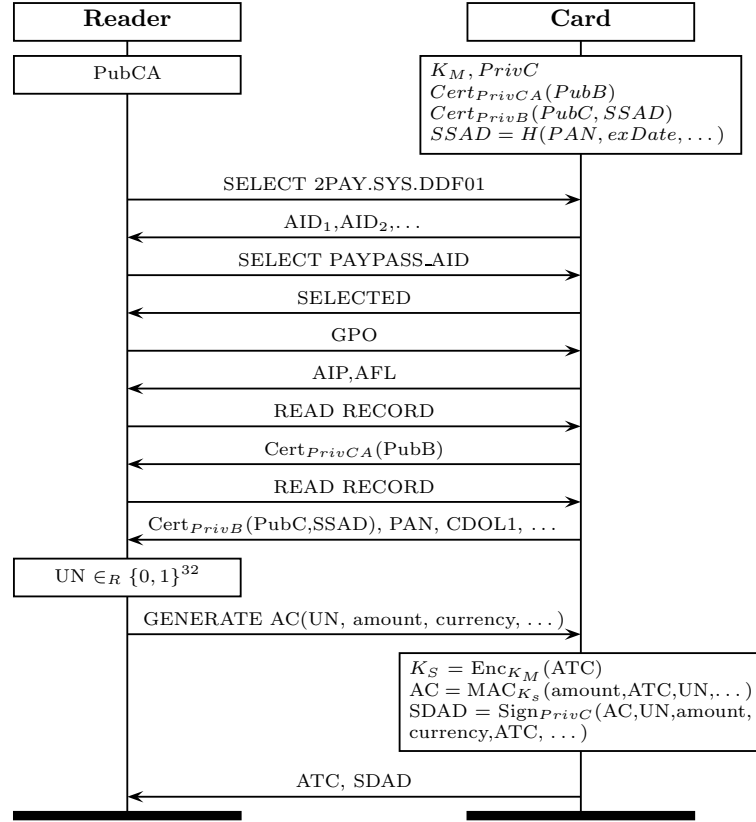 Reader
Card
PubCA
K_M, PrivC
Cert_PrivCA(PubB)
Cert_PrivB(PubC, SSAD)
SSAD = H(PAN, exDate, . . . )
SELECT 2PAY.SYS.DDF01
AID₁,AID₂,. . .
SELECT PAYPASS_AID
SELECTED
GPO
AIP,AFL
READ RECORD
Cert_PrivCA(PubB)
READ RECORD
Cert_PrivB(PubC,SSAD), PAN, CDOL1, . . .
UN ∈_R {0, 1}³²
GENERATE AC(UN, amount, currency, . . . )
K_S = Enc_K_M(ATC)
AC = MAC_K_s(amount,ATC,UN,. . . )
SDAD = Sign_PrivC(AC,UN,amount,
currency,ATC, . . . )
ATC, SDAD